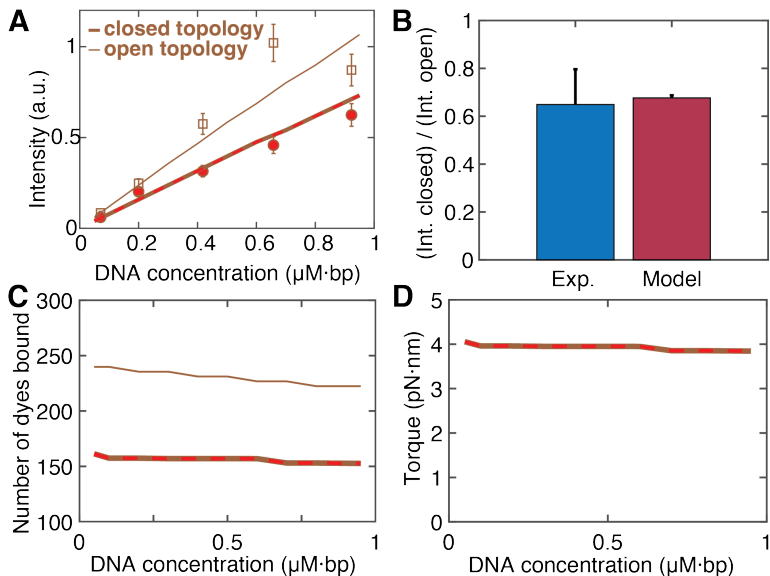 A
closed topology
open topology
1
0.5
0
Intensity (a.u.)
0 0.2 0.4 0.6 0.8 1
DNA concentration (µM·bp)
B
1
0.8
0.6
0.4
0.2
0
(Int. closed) / (Int. open)
Exp. Model
C
300
250
200
150
100
Number of dyes bound
0 0.5 1
DNA concentration (µM·bp)
D
5
4
3
2
1
0
Torque (pN·nm)
0 0.5 1
DNA concentration (µM·bp)